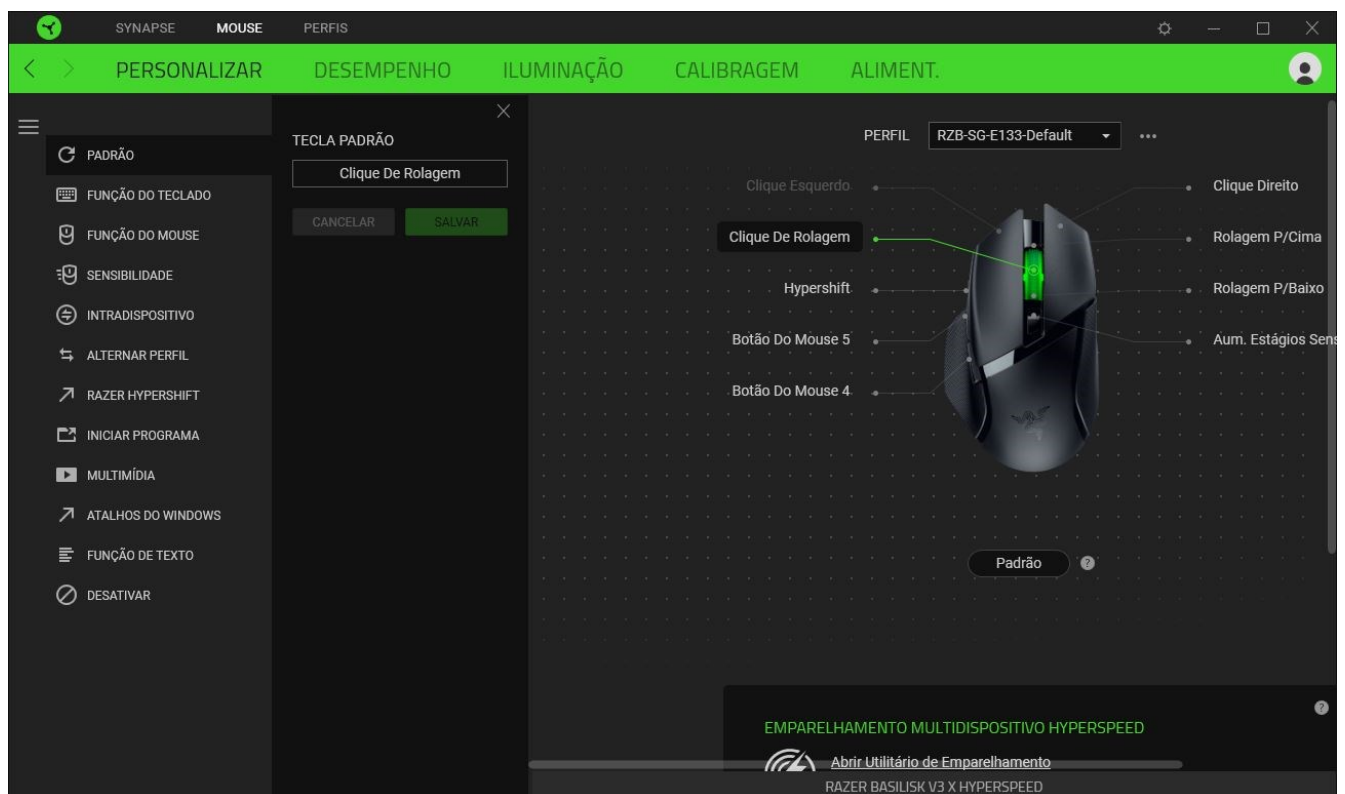 SYNAPSE MOUSE PERFIS
PERSONALIZAR DESEMPENHO ILUMINAÇÃO CALIBRAGEM ALIMENT.
PADRÃO
FUNÇÃO DO TECLADO
FUNÇÃO DO MOUSE
SENSIBILIDADE
INTRADISPOSITIVO
ALTERNAR PERFIL
RAZER HYPERSHIFT
INICIAR PROGRAMA
MULTIMÍDIA
ATALHOS DO WINDOWS
FUNÇÃO DE TEXTO
DESATIVAR
TECLA PADRÃO
Clique De Rolagem
CANCELAR SALVAR
PERFIL RZB-SG-E133-Default
Clique Esquerdo
Clique De Rolagem
Hypershift
Botão Do Mouse 5
Botão Do Mouse 4
Clique Direito
Rolagem P/Cima
Rolagem P/Baixo
Aum. Estágios Sens
Padrão ?
?
EMPARELHAMENTO MULTIDISPOSITIVO HYPERSPEED
Abrir Utilitário de Emparelhamento
RAZER BASILISK V3 X HYPERSPEED